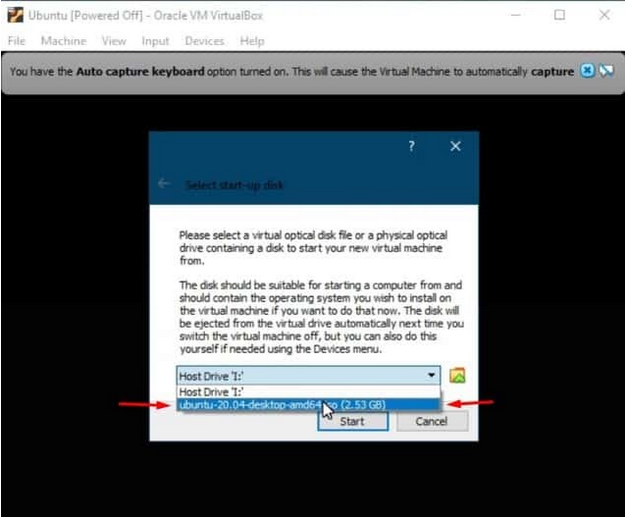 Ubuntu [Powered Off] - Oracle VM VirtualBox
File Machine View Input Devices Help
You have the Auto capture keyboard option turned on. This will cause the Virtual Machine to automatically capture
?
Select start-up disk
Please select a virtual optical disk file or a physical optical
drive containing a disk to start your new virtual machine
from.
The disk should be suitable for starting a computer from and
should contain the operating system you wish to install on
the virtual machine if you want to do that now. The disk will
be ejected from the virtual drive automatically next time you
switch the virtual machine off, but you can also do this
yourself if needed using the Devices menu.
Host Drive 'I:'
Host Drive 'I:'
ubuntu-20.04-desktop-amd64.iso (2.53 GB)
Start Cancel